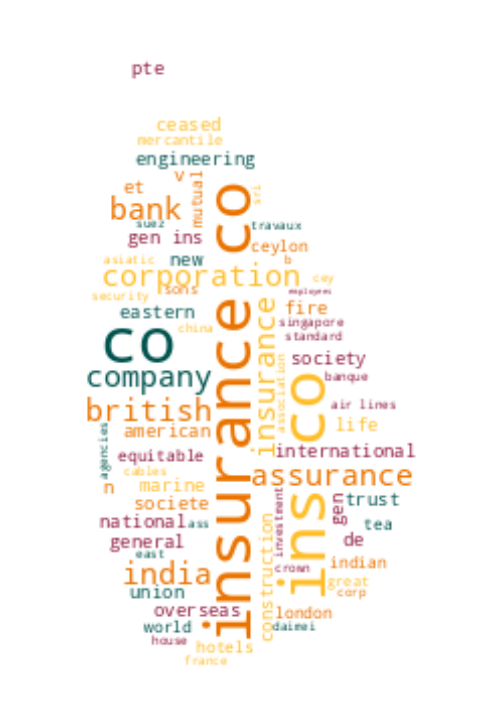 pte
ceased
mercantile
engineering
v
et
mutual
sri
bank
insurance co
suez
travaux
gen ins
ceylon
asiatic
new
b
corporation
cey
security
sons
employees
insurance
fire
eastern
china
singapore
co
standard
society
association
company
ins co
banque
british
air lines
american
life
agencies
equitable
international
cables
assurance
n
marine
investment
trust
societe
gen
national
ass
construction
tea
general
de
east
india
crown
indian
union
great
corp
overseas
london
world
daimei
house
hotels
france